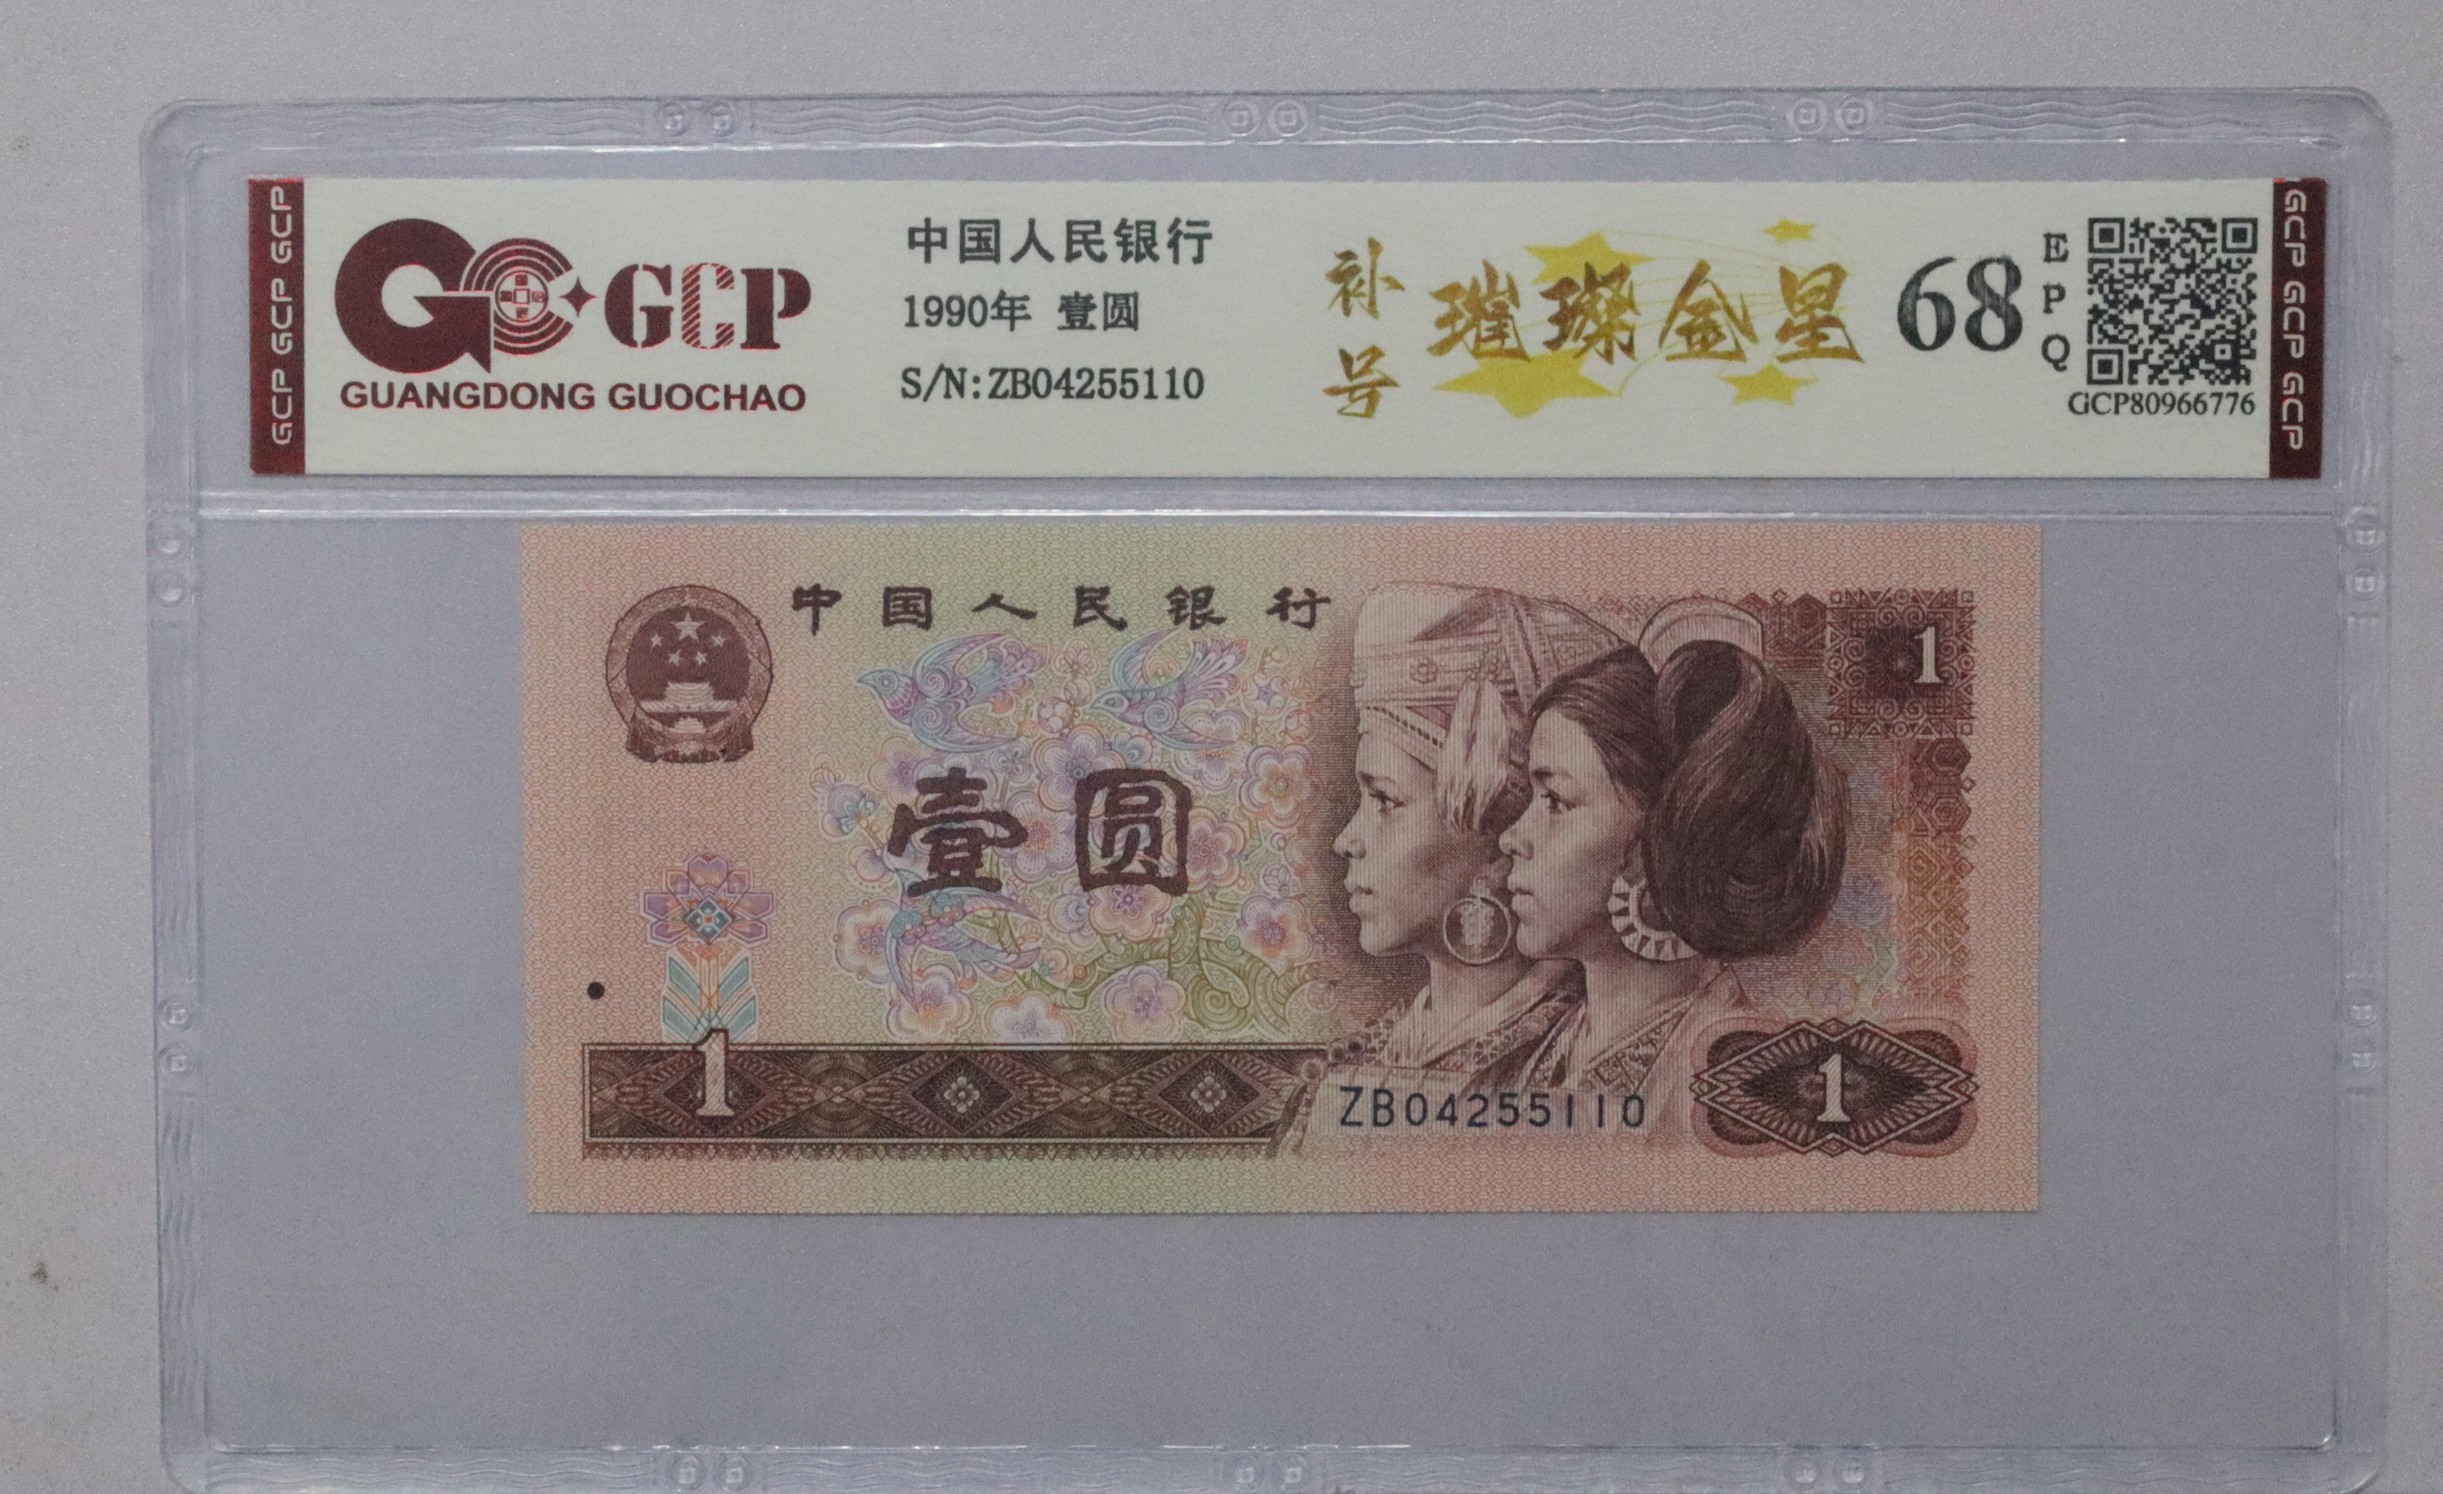 GCP GCP GCP
GCP
GUANGDONG GUOCHAO
中国人民银行
1990年 壹圆
S/N:ZB04255110
补号
璀璨金星
68
EPQ
GCP80966776
GCP GCP GCP
中国人民银行
1
壹圆
1
ZB04255110
1